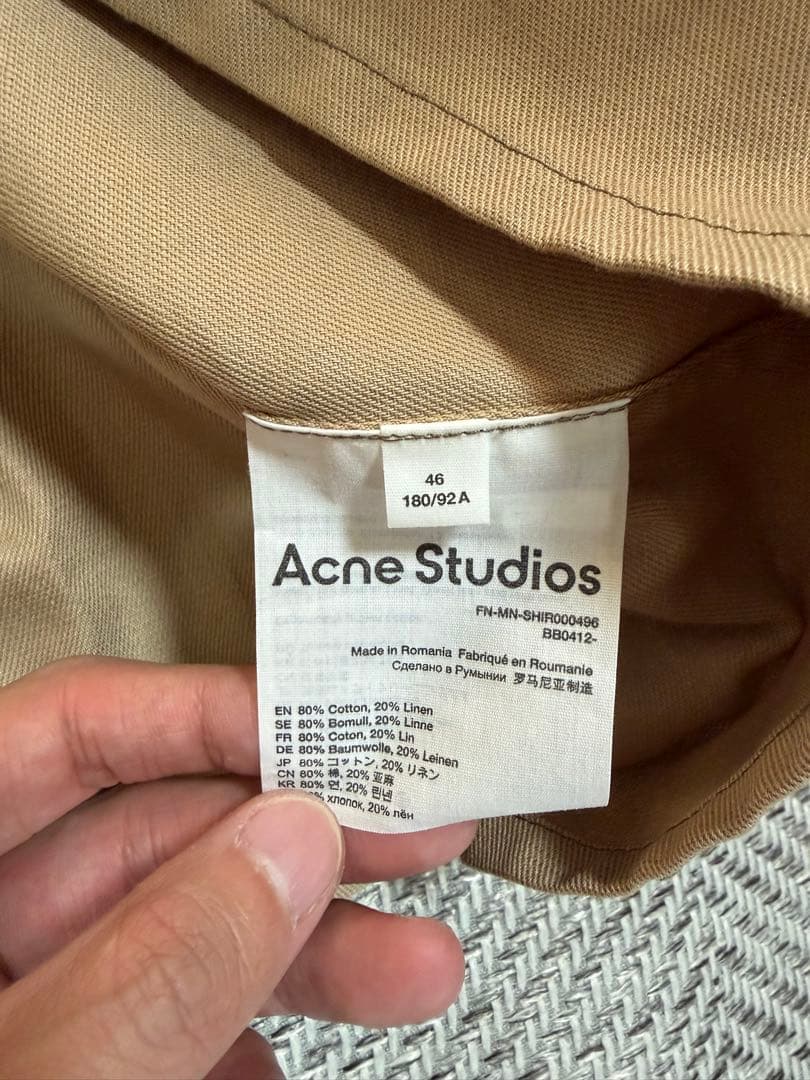 46
180/92A
Acne Studios
FN-MN-SHIR000496
BB0412-
Made in Romania Fabriqué en Roumanie
Сделано в Румынии 罗马尼亚制造
EN 80% Cotton, 20% Linen
SE 80% Bomull, 20% Linne
FR 80% Coton, 20% Lin
DE 80% Baumwolle, 20% Leinen
JP 80% コットン, 20% リネン
CN 80% 棉, 20% 亚麻
KR 80% 면, 20% 린넨
% хлопок, 20% лён